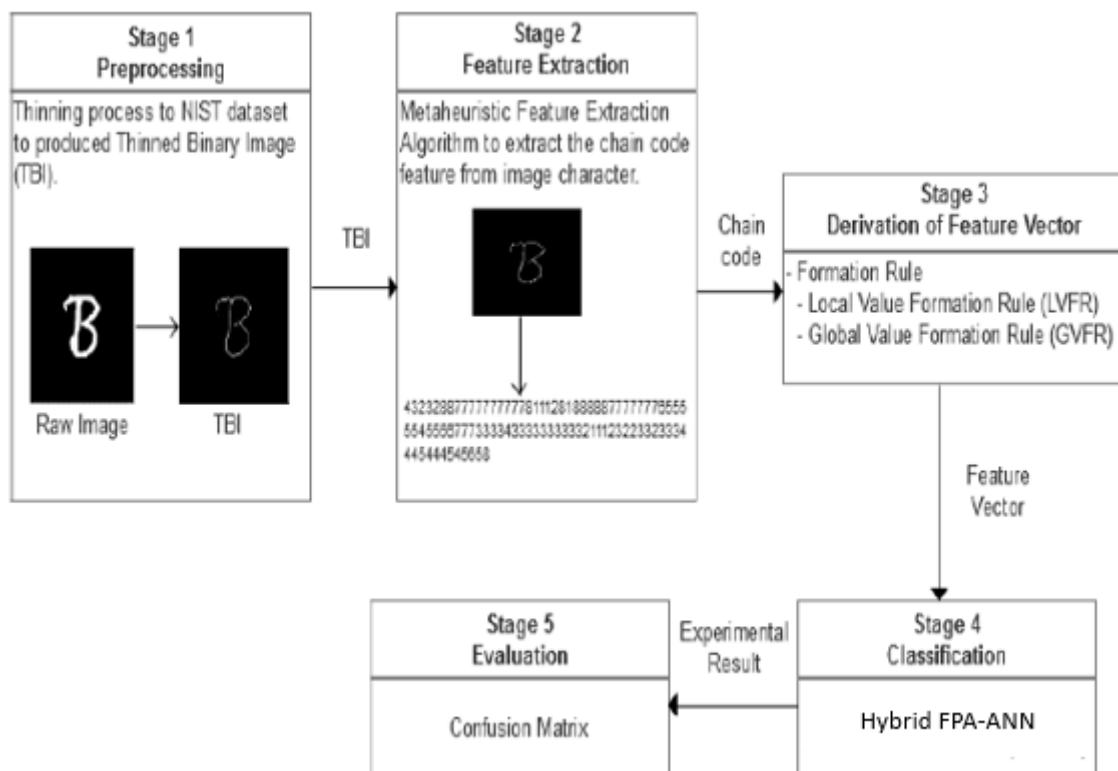 Stage 1
Preprocessing
Thinning process to NIST dataset
to produced Thinned Binary Image
(TBI).
Raw Image
TBI
TBI
Stage 2
Feature Extraction
Metaheuristic Feature Extraction
Algorithm to extract the chain code
feature from image character.
445444545658
Chain
code
Stage 3
Derivation of Feature Vector
- Formation Rule
- Local Value Formation Rule (LVFR)
- Global Value Formation Rule (GVFR)
Feature
Vector
Stage 4
Classification
Hybrid FPA-ANN
Experimental
Result
Stage 5
Evaluation
Confusion Matrix